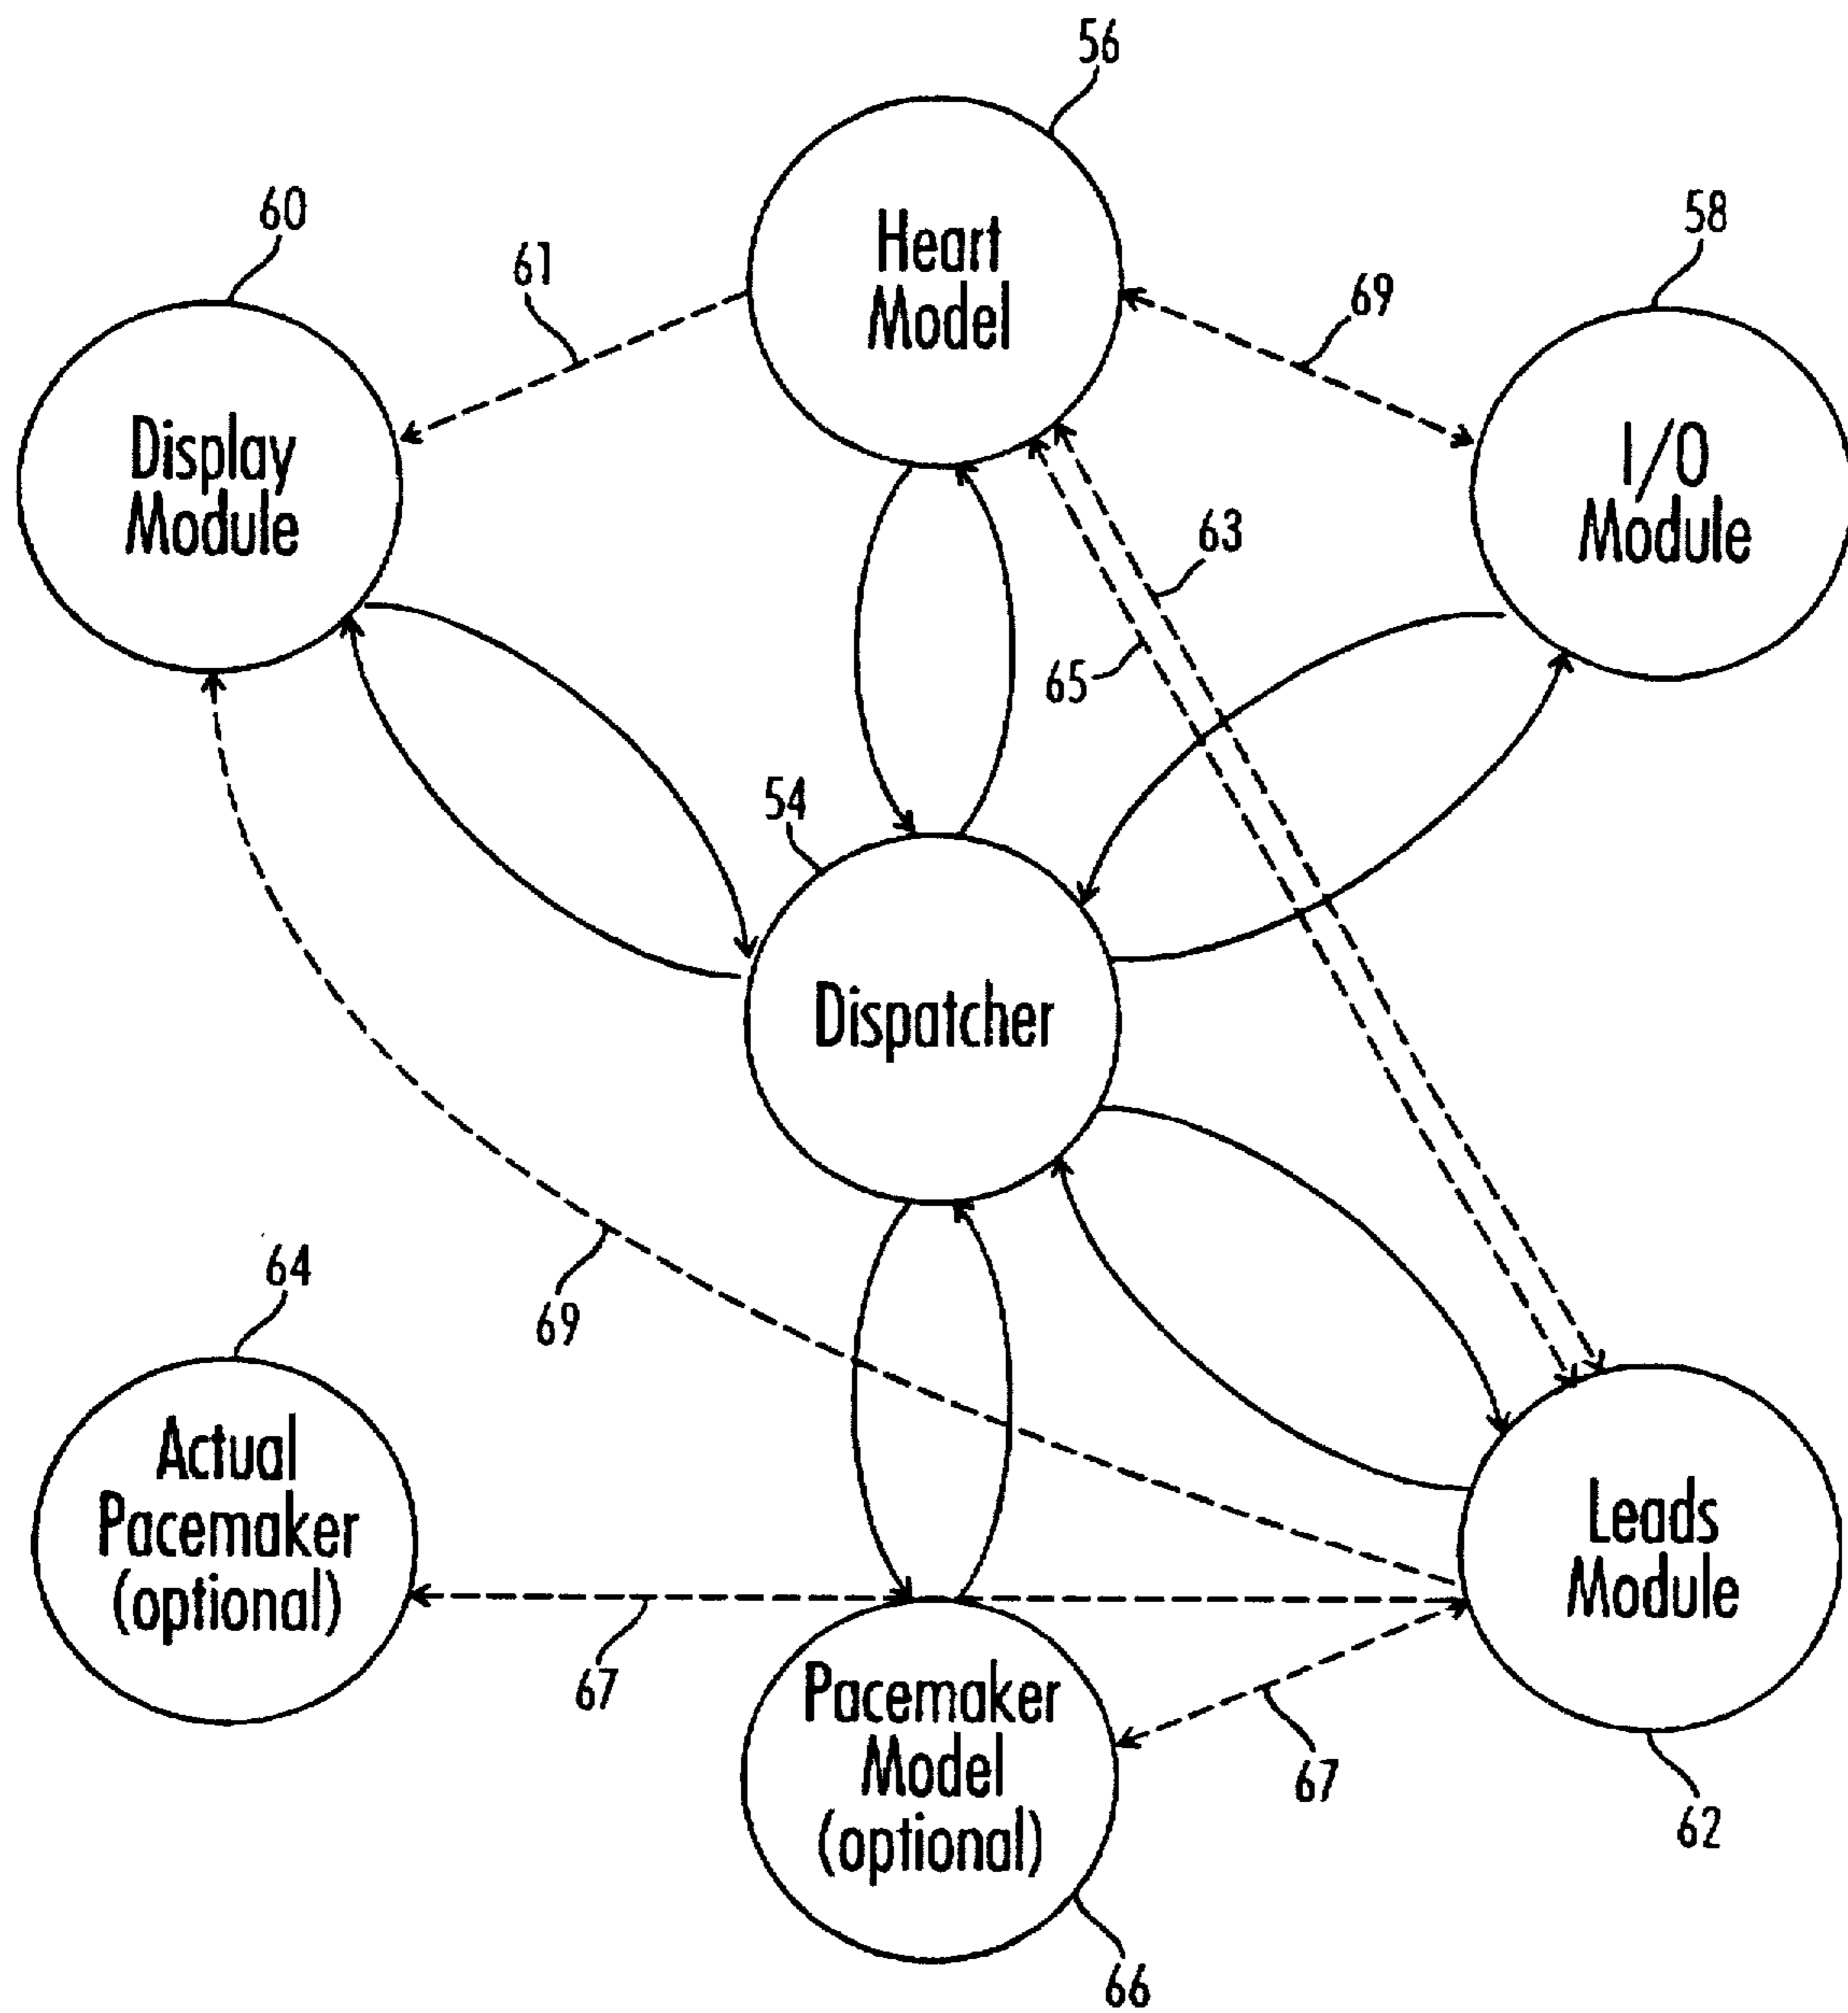 56
60
58
61
Heart
Model
69
Display
Module
I/O
Module
63
65
54
Dispatcher
64
69
Actual
Pacemaker
(optional)
Leads
Module
67
Pacemaker
Model
(optional)
67
62
66